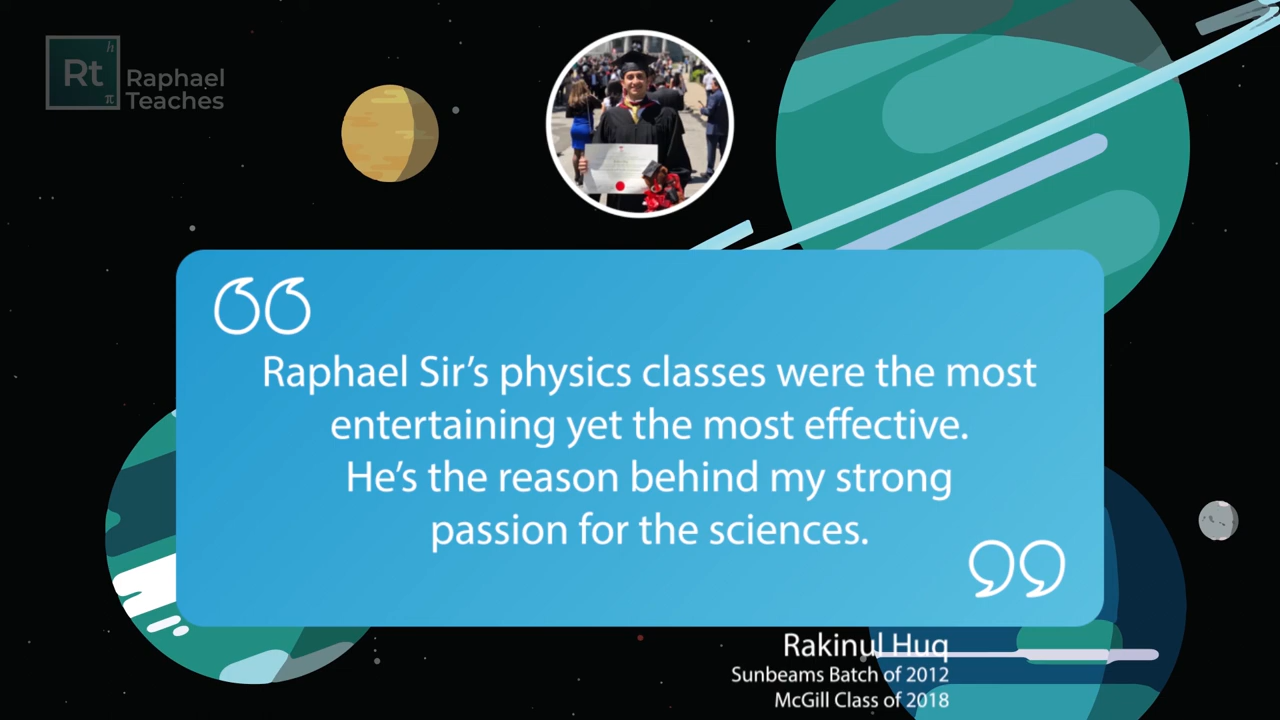 h
Rt
π
Raphael
Teaches
Raphael Sir's physics classes were the most
entertaining yet the most effective.
He's the reason behind my strong
passion for the sciences.
Rakinul Huq
Sunbeams Batch of 2012
McGill Class of 2018